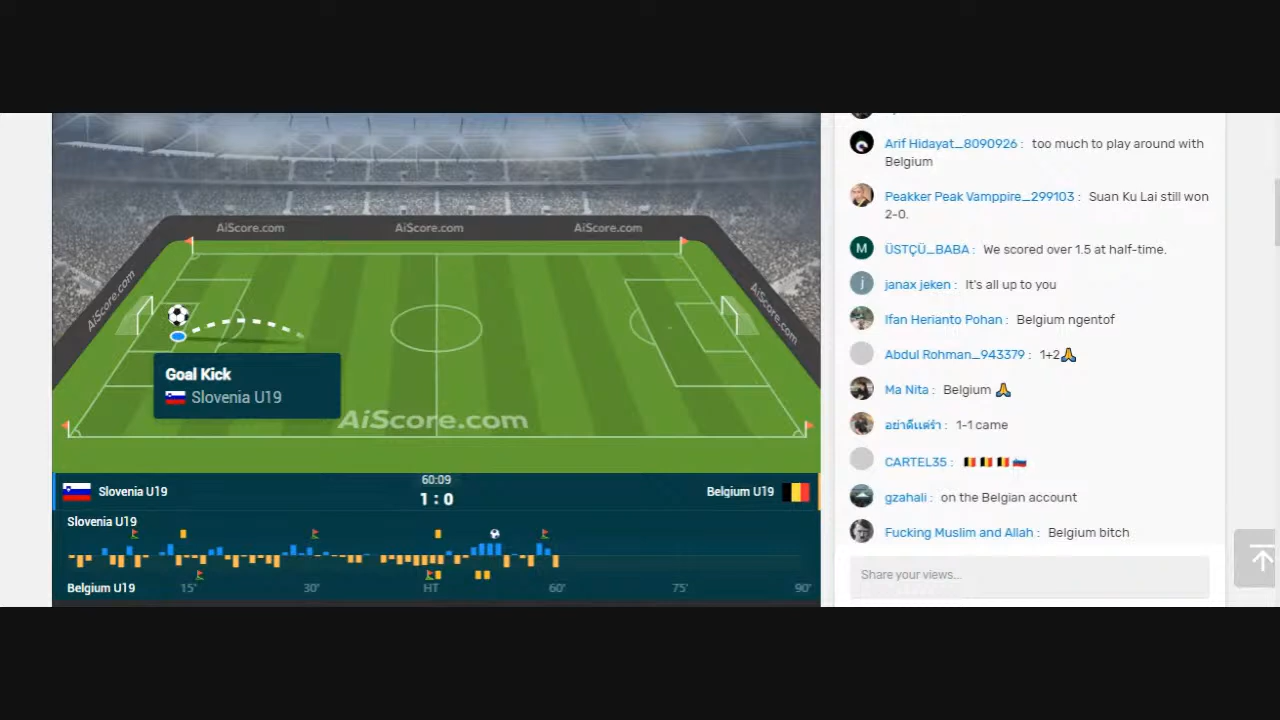 AiScore.com
AiScore.com
AiScore.com
AiScore.com
AiScore.com
Goal Kick
Slovenia U19
AiScore.com
Slovenia U19
60:09
1 : 0
Belgium U19
Slovenia U19
Belgium U19
15'
30'
HT
60'
75'
90'
Arif Hidayat_8090926 : too much to play around with
Belgium
Peakker Peak Vamppire_299103 : Suan Ku Lai still won
2-0.
M
ÜSTÇÜ_BABA : We scored over 1.5 at half-time.
j
janax jeken : It's all up to you
Ifan Herianto Pohan : Belgium ngentof
Abdul Rohman_943379 : 1+2🙏
Ma Nita : Belgium 🙏
อย่าดีแต่รํา : 1-1 came
CARTEL35 : 🇧🇪 🇧🇪 🇧🇪 🇸🇮
gzahali : on the Belgian account
Fucking Muslim and Allah : Belgium bitch
Share your views...